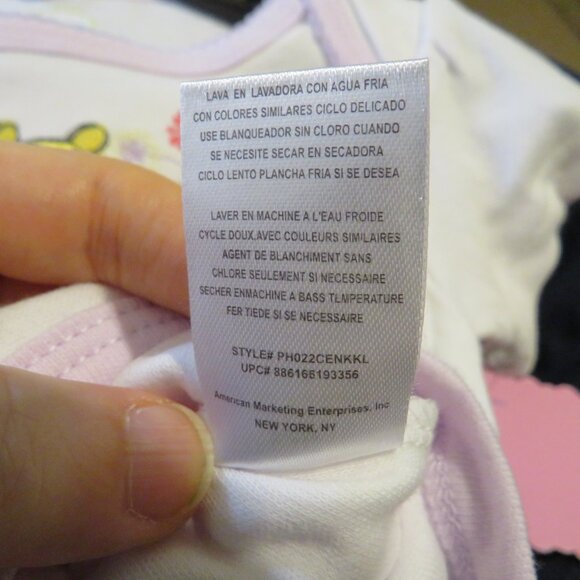 LAVA EN LAVADORA CON AGUA FRIA
CON COLORES SIMILARES CICLO DELICADO
USE BLANQUEADOR SIN CLORO CUANDO
SE NECESITE SECAR EN SECADORA
CICLO LENTO PLANCHA FRIA SI SE DESEA
LAVER EN MACHINE A L'EAU FROIDE
CYCLE DOUX.AVEC COULEURS SIMILAIRES
AGENT DE BLANCHIMENT SANS
CHLORE SEULEMENT SI NECESSAIRE
SECHER ENMACHINE A BASS TLMPERATURE
FER TIEDE SI SE NECESSAIRE
STYLE# PH022CENKKL
UPC# 886166193356
American Marketing Enterprises. Inc
NEW YORK, NY